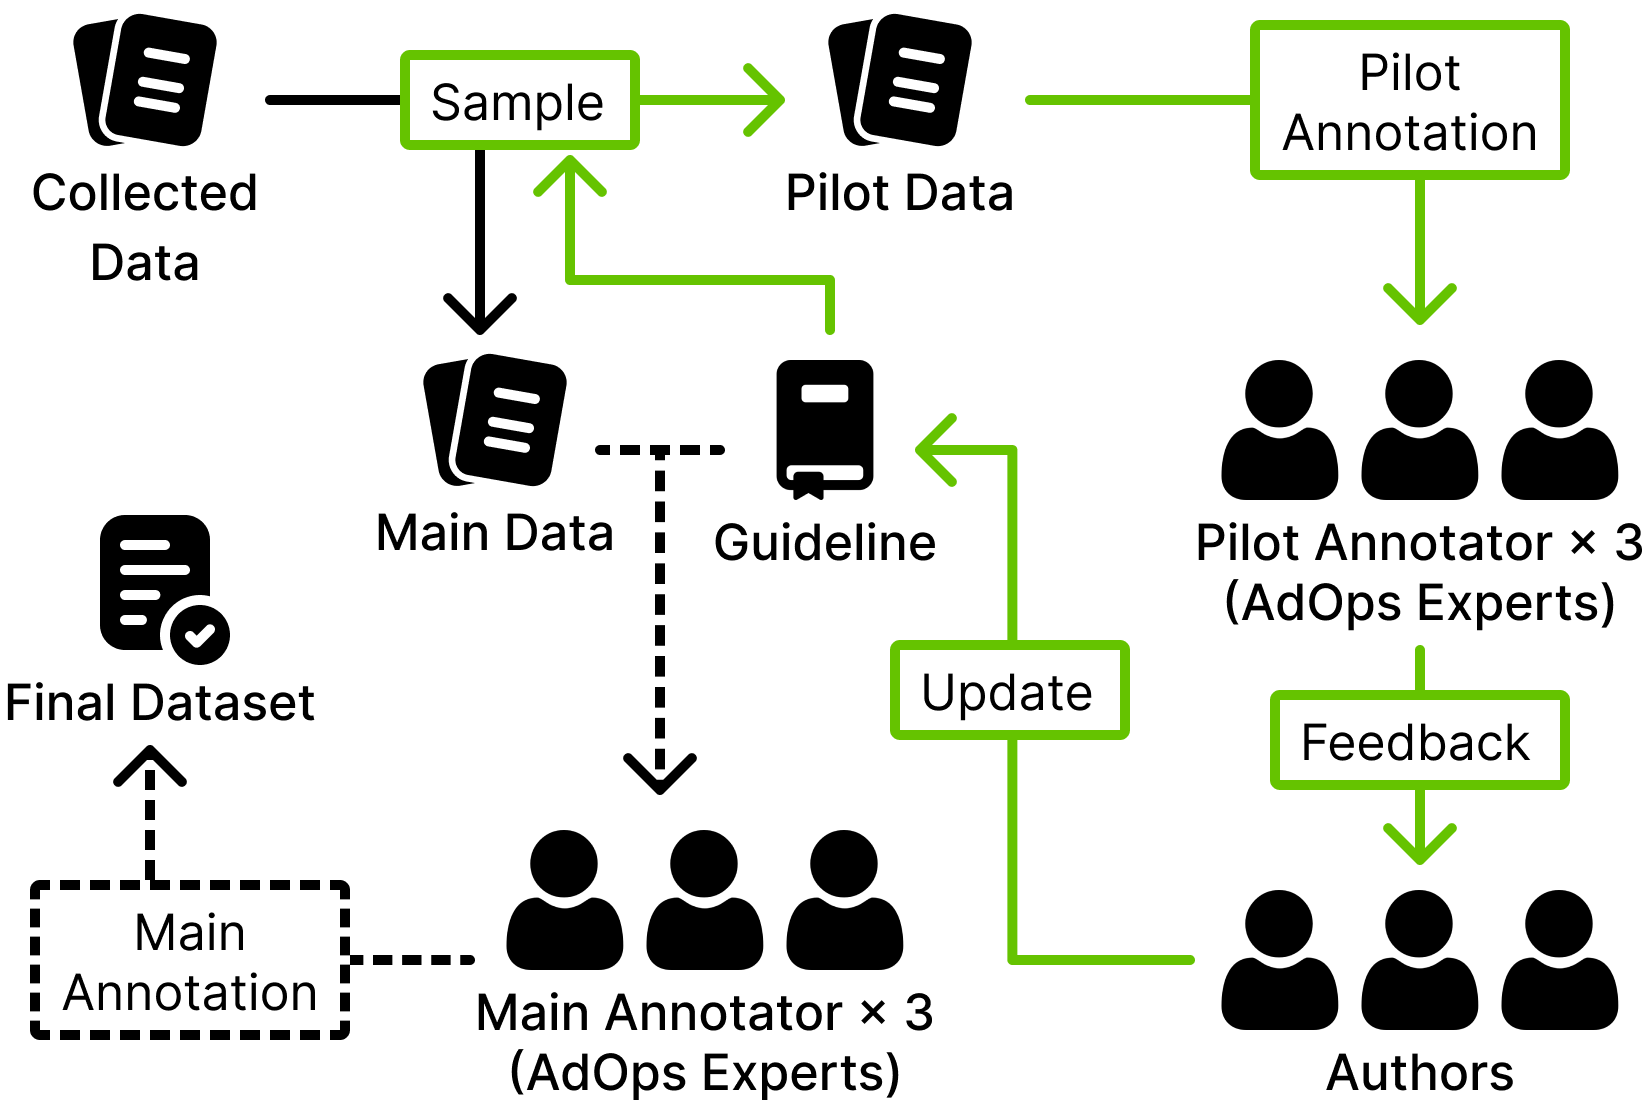 Collected
Data
Sample
Pilot Data
Pilot
Annotation
Main Data
Guideline
Pilot Annotator × 3
(AdOps Experts)
Final Dataset
Update
Feedback
Main
Annotation
Main Annotator × 3
(AdOps Experts)
Authors